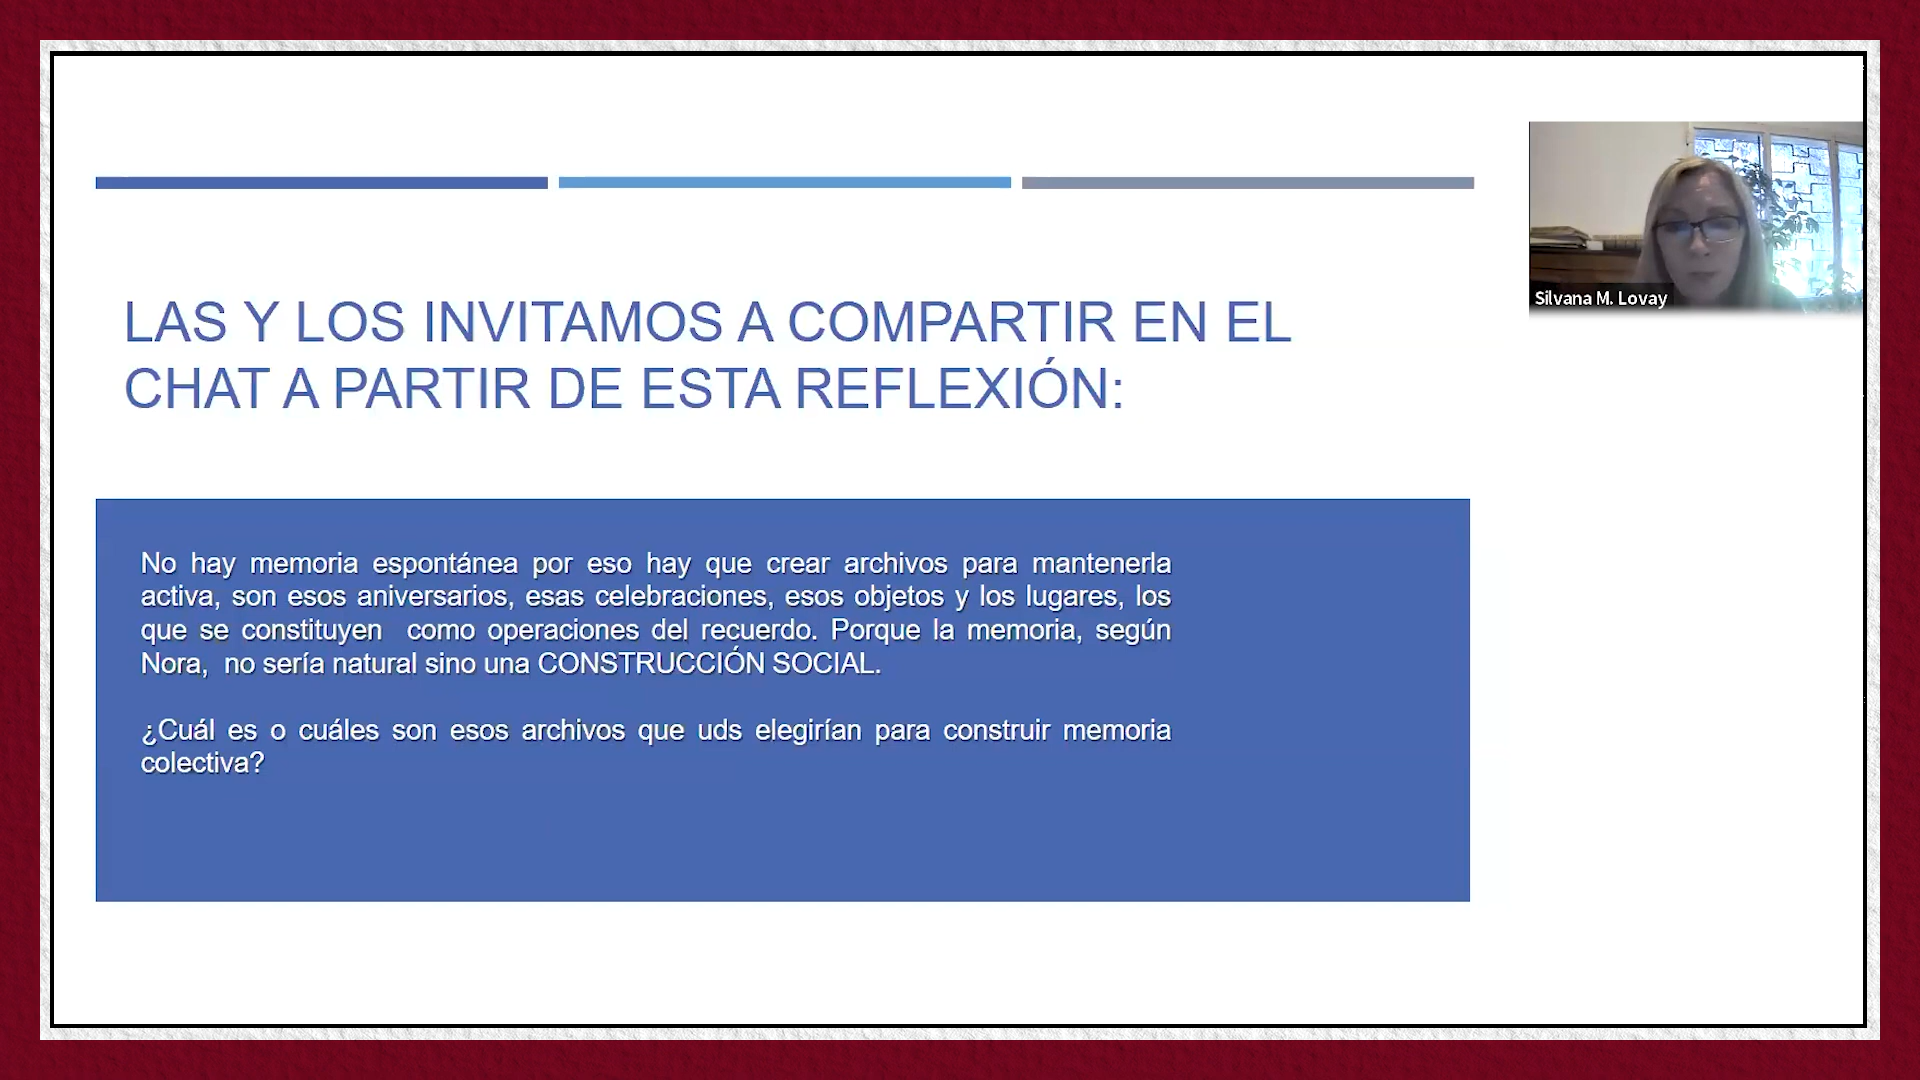 LAS Y LOS INVITAMOS A COMPARTIR EN EL
CHAT A PARTIR DE ESTA REFLEXIÓN:
No hay memoria espontánea por eso hay que crear archivos para mantenerla
activa, son esos aniversarios, esas celebraciones, esos objetos y los lugares, los
que se constituyen como operaciones del recuerdo. Porque la memoria, según
Nora, no sería natural sino una CONSTRUCCIÓN SOCIAL.
¿Cuál es o cuáles son esos archivos que uds elegirían para construir memoria
colectiva?
Silvana M. Lovay